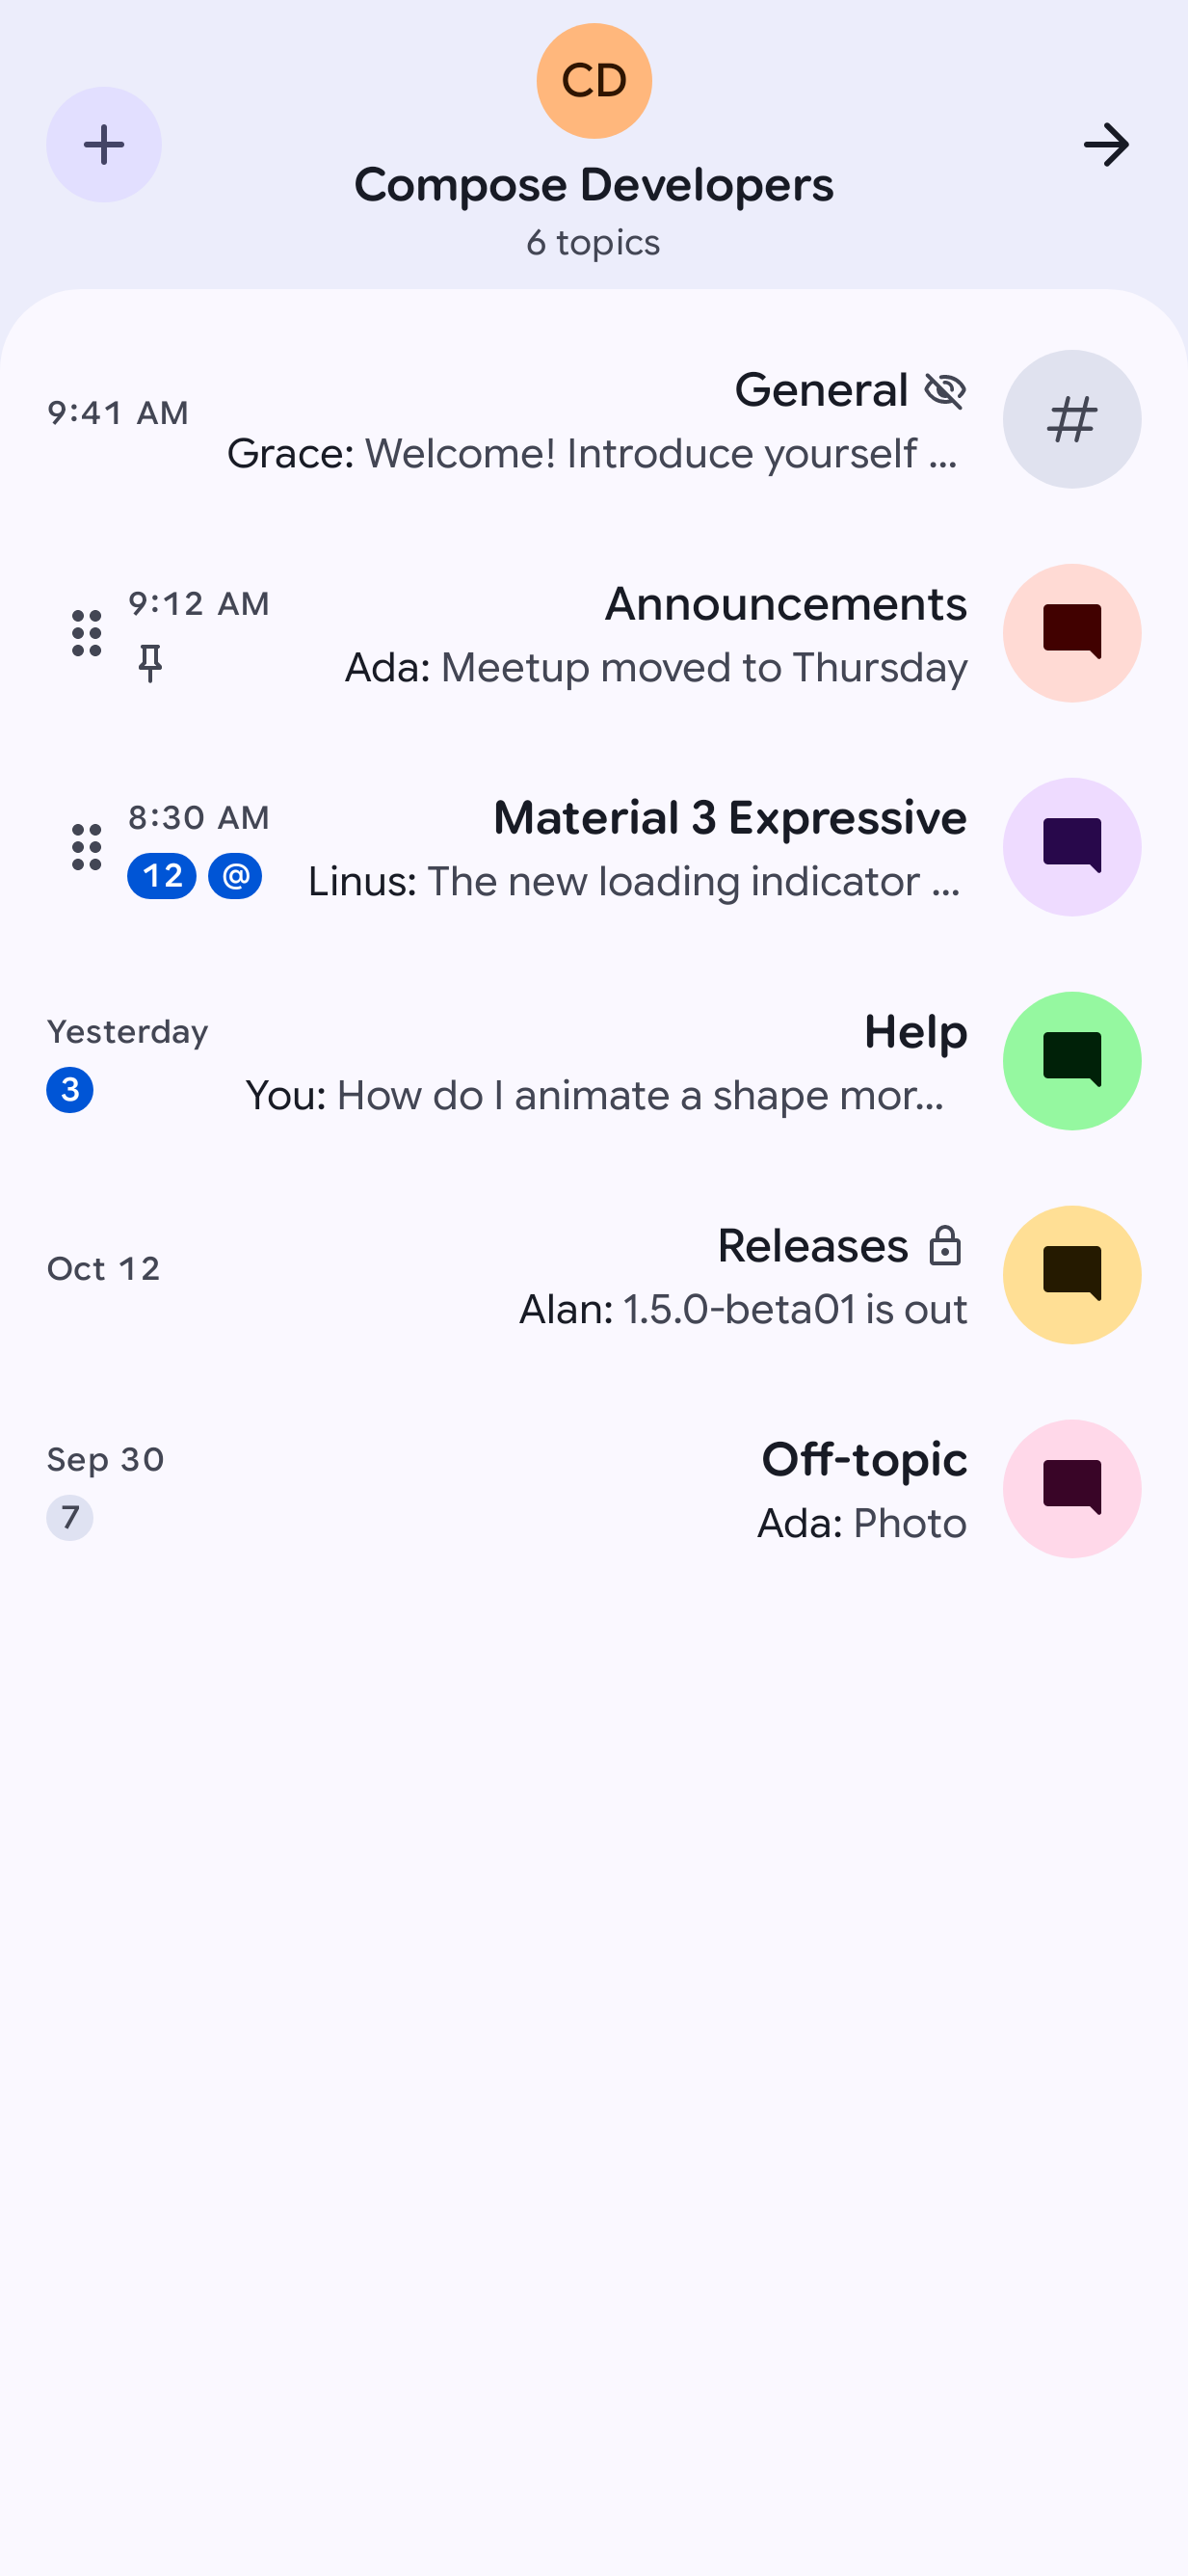 CD
Compose Developers
6 topics
General
9:41 AM
Grace: Welcome! Introduce yourself ...
Announcements
9:12 AM
Ada: Meetup moved to Thursday
Material 3 Expressive
8:30 AM
Linus: The new loading indicator ...
12 @
Help
Yesterday
You: How do I animate a shape mor...
3
Releases
Oct 12
Alan: 1.5.0-beta01 is out
Off-topic
Sep 30
Ada: Photo
7